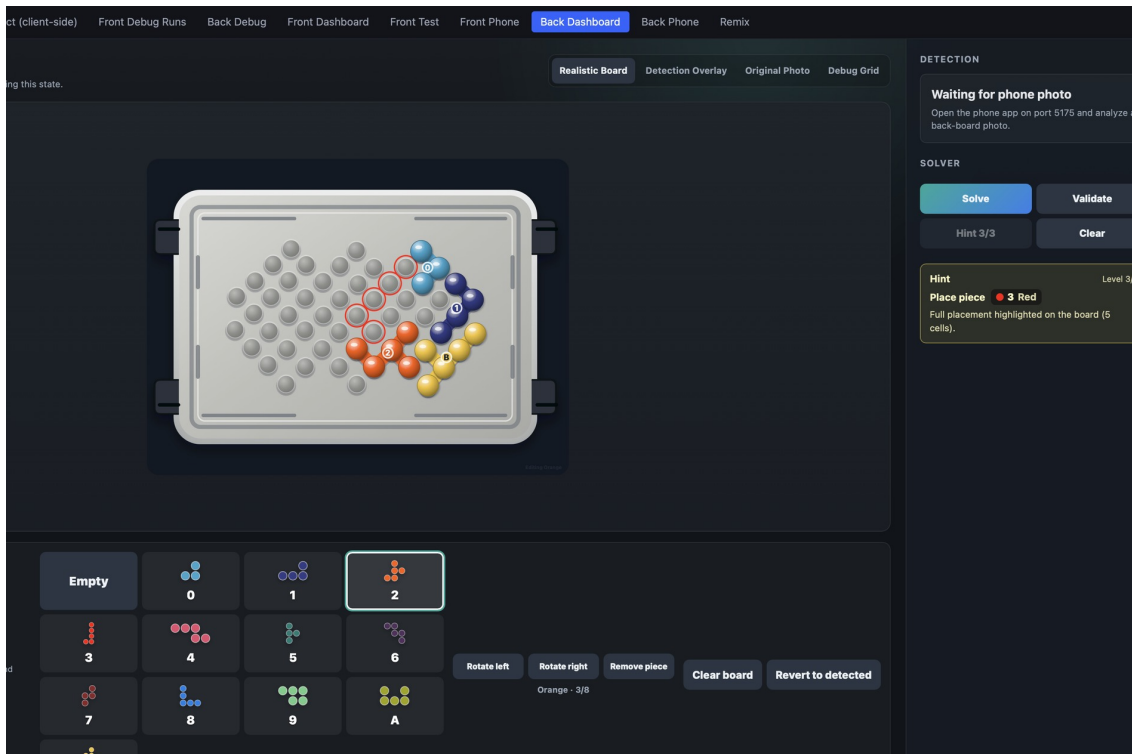 ct (client-side) Front Debug Runs Back Debug Front Dashboard Front Test Front Phone Back Dashboard Back Phone Remix
ing this state.
Realistic Board Detection Overlay Original Photo Debug Grid
0
1
2
B
DETECTION
Waiting for phone photo
Open the phone app on port 5175 and analyze a
back-board photo.
SOLVER
Solve Validate
Hint 3/3 Clear
Hint Level 3/
Place piece 3 Red
Full placement highlighted on the board (5
cells).
Empty 0 1 2
3 4 5 6
7 8 9 A
nd
Rotate left Rotate right Remove piece Clear board Revert to detected
Orange · 3/8